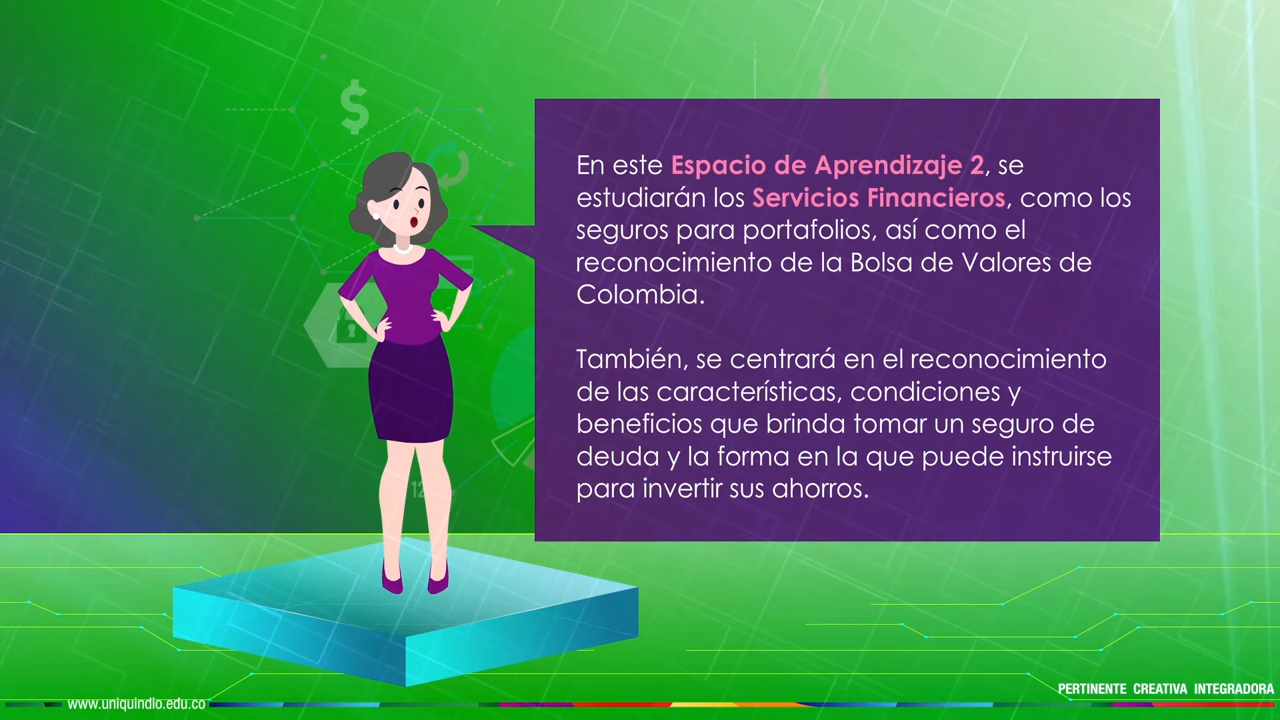 $
En este Espacio de Aprendizaje 2, se
estudiarán los Servicios Financieros, como los
seguros para portafolios, así como el
reconocimiento de la Bolsa de Valores de
Colombia.
También, se centrará en el reconocimiento
de las características, condiciones y
beneficios que brinda tomar un seguro de
deuda y la forma en la que puede instruirse
para invertir sus ahorros.
12
PERTINENTE CREATIVA INTEGRADORA
www.uniquindio.edu.co